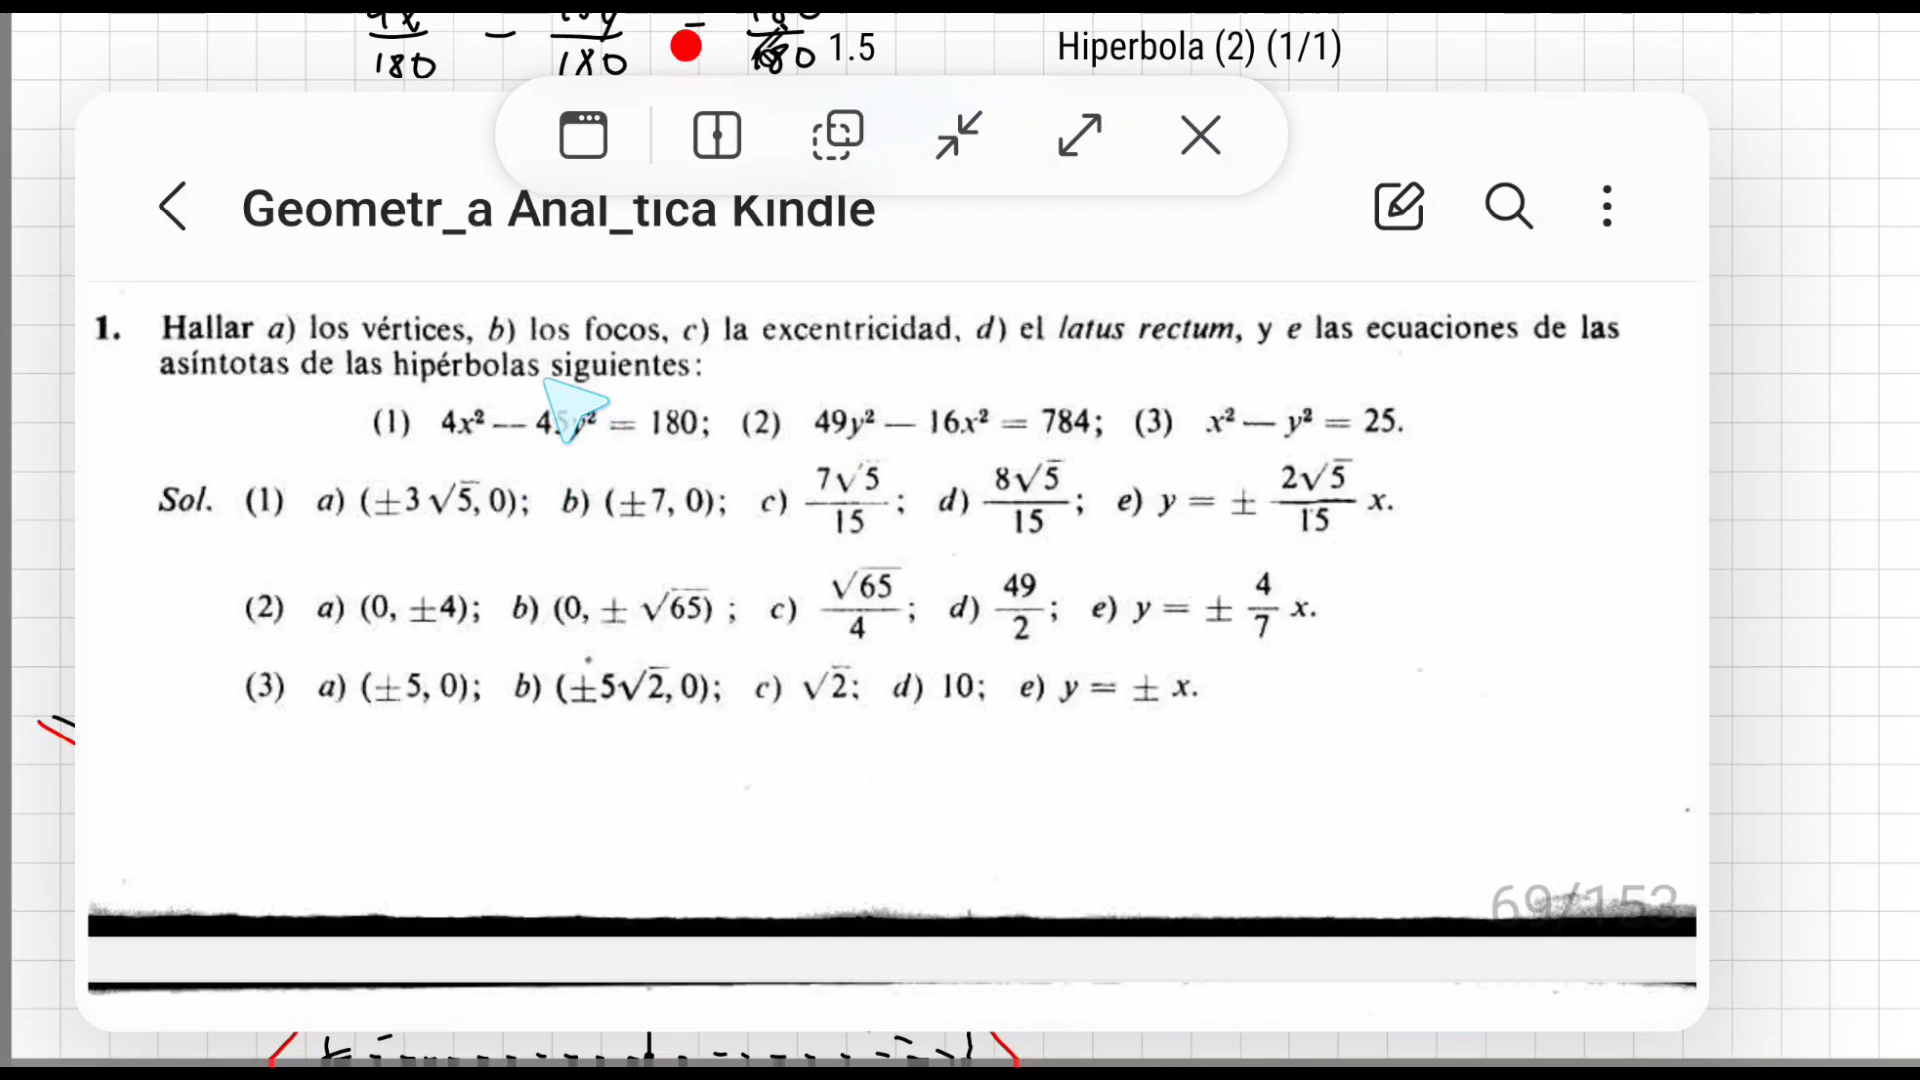 180 – 180 180 1.5 Hiperbola (2) (1/1)
Geometr_a Anal_tica Kindle
1. Hallar a) los vértices, b) los focos, c) la excentricidad, d) el latus rectum, y e las ecuaciones de las
asíntotas de las hipérbolas siguientes:
(1) 4x² — 45y² = 180; (2) 49y² — 16x² = 784; (3) x² — y² = 25.
Sol. (1) a) (±3 √5, 0); b) (±7, 0); c) 7√5/15; d) 8√5/15; e) y = ± 2√5/15 x.
(2) a) (0, ±4); b) (0, ± √65) ; c) √65/4; d) 49/2; e) y = ± 4/7 x.
(3) a) (±5, 0); b) (±5√2, 0); c) √2; d) 10; e) y = ± x.
69/153